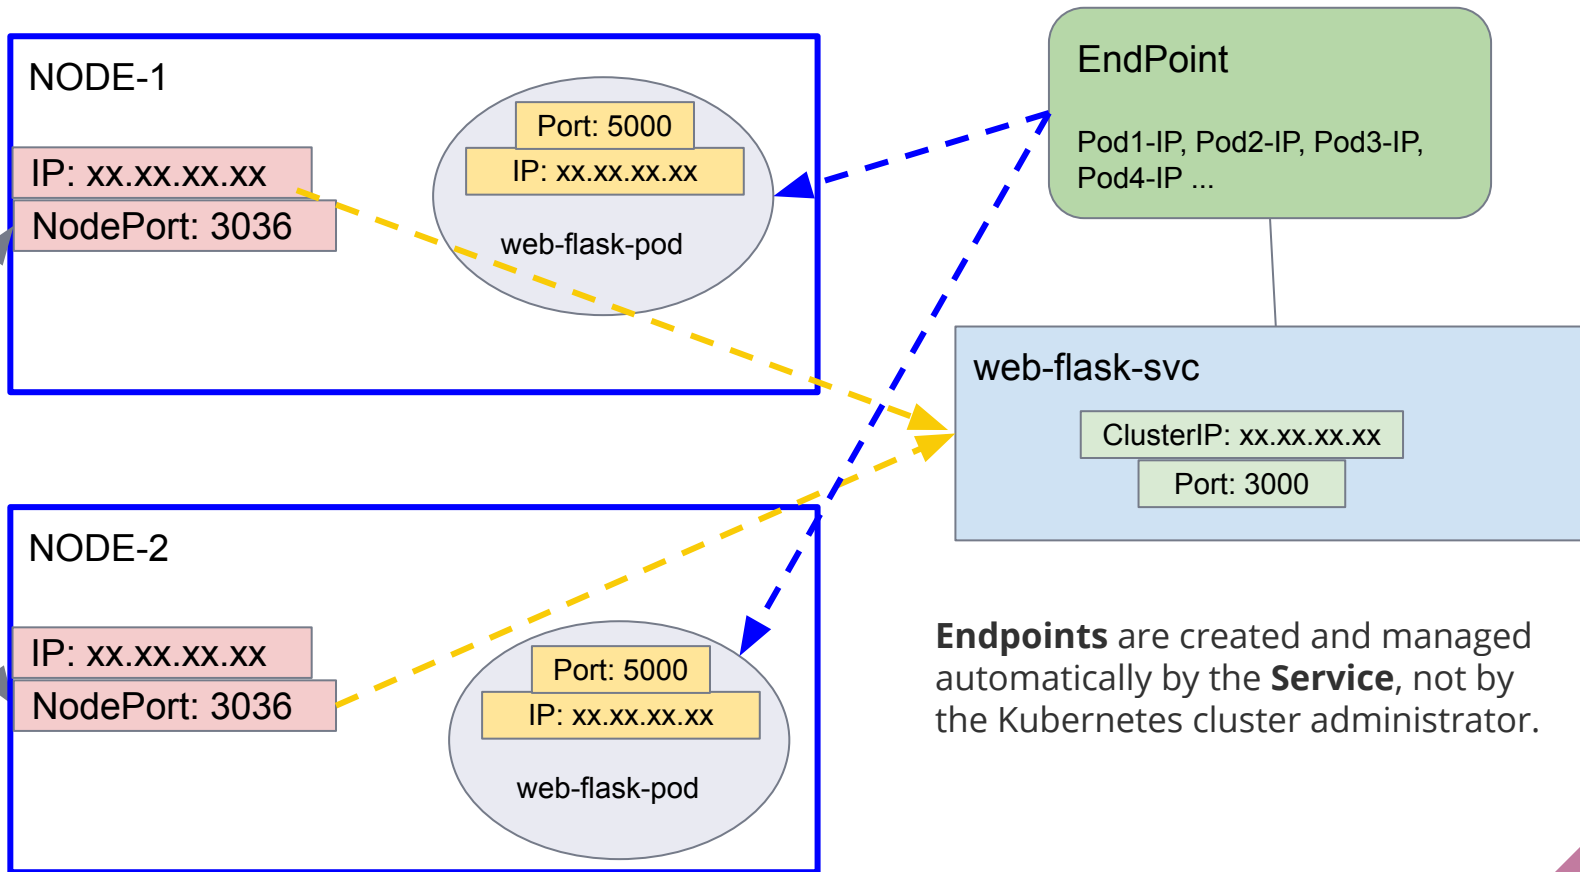 NODE-1
IP: xx.xx.xx.xx
NodePort: 3036
Port: 5000
IP: xx.xx.xx.xx
web-flask-pod
EndPoint
Pod1-IP, Pod2-IP, Pod3-IP,
Pod4-IP ...
web-flask-svc
ClusterIP: xx.xx.xx.xx
Port: 3000
NODE-2
IP: xx.xx.xx.xx
NodePort: 3036
Port: 5000
IP: xx.xx.xx.xx
web-flask-pod
Endpoints are created and managed
automatically by the Service, not by
the Kubernetes cluster administrator.